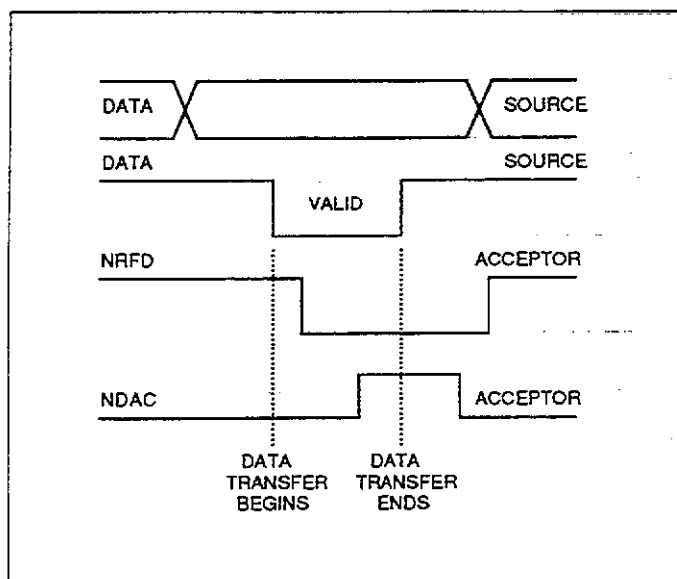 DATA SOURCE
DATA SOURCE
VALID
NRFD ACCEPTOR
NDAC ACCEPTOR
DATA
TRANSFER
BEGINS
DATA
TRANSFER
ENDS